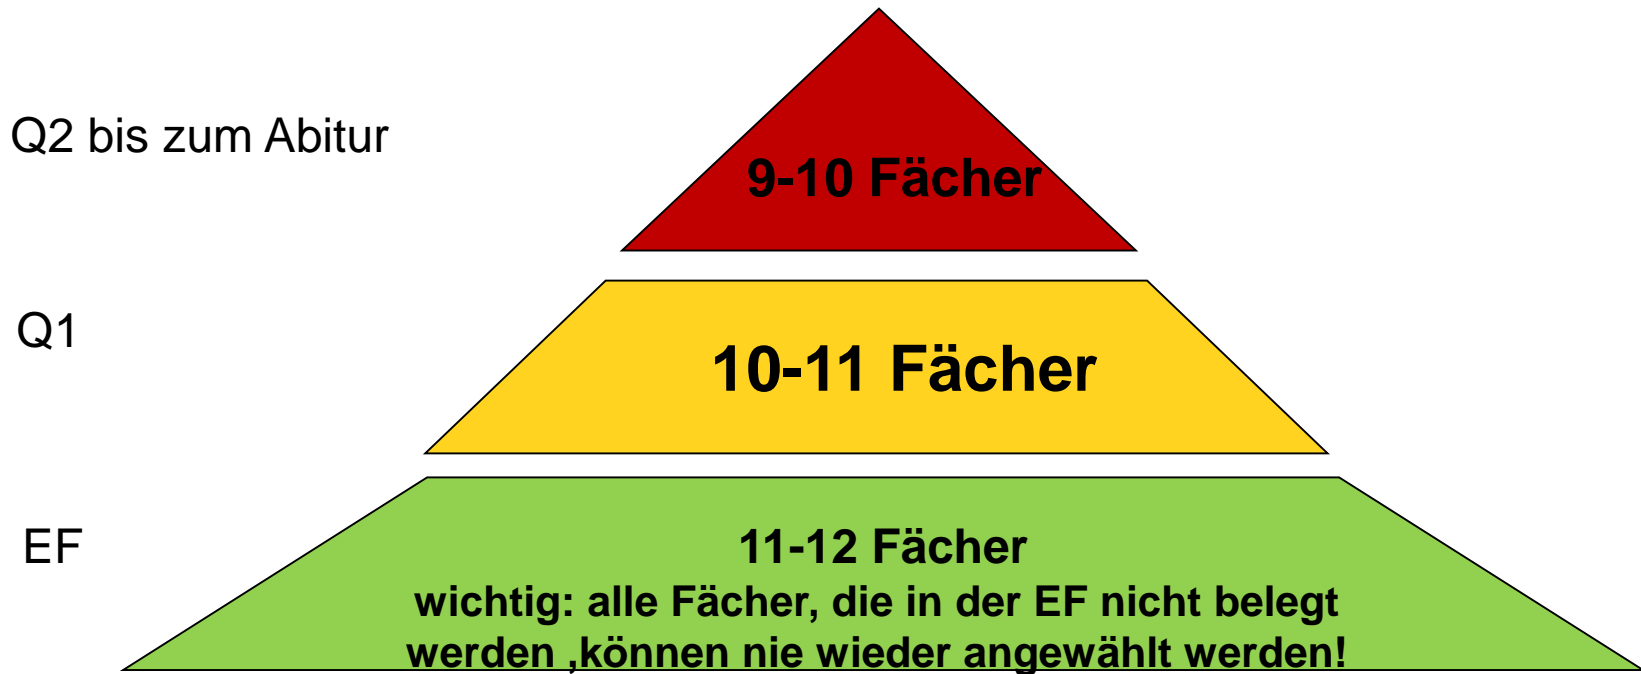 Q2 bis zum Abitur
9-10 Fächer
Q1
10-11 Fächer
EF
11-12 Fächer
wichtig: alle Fächer, die in der EF nicht belegt
werden ,können nie wieder angewählt werden!